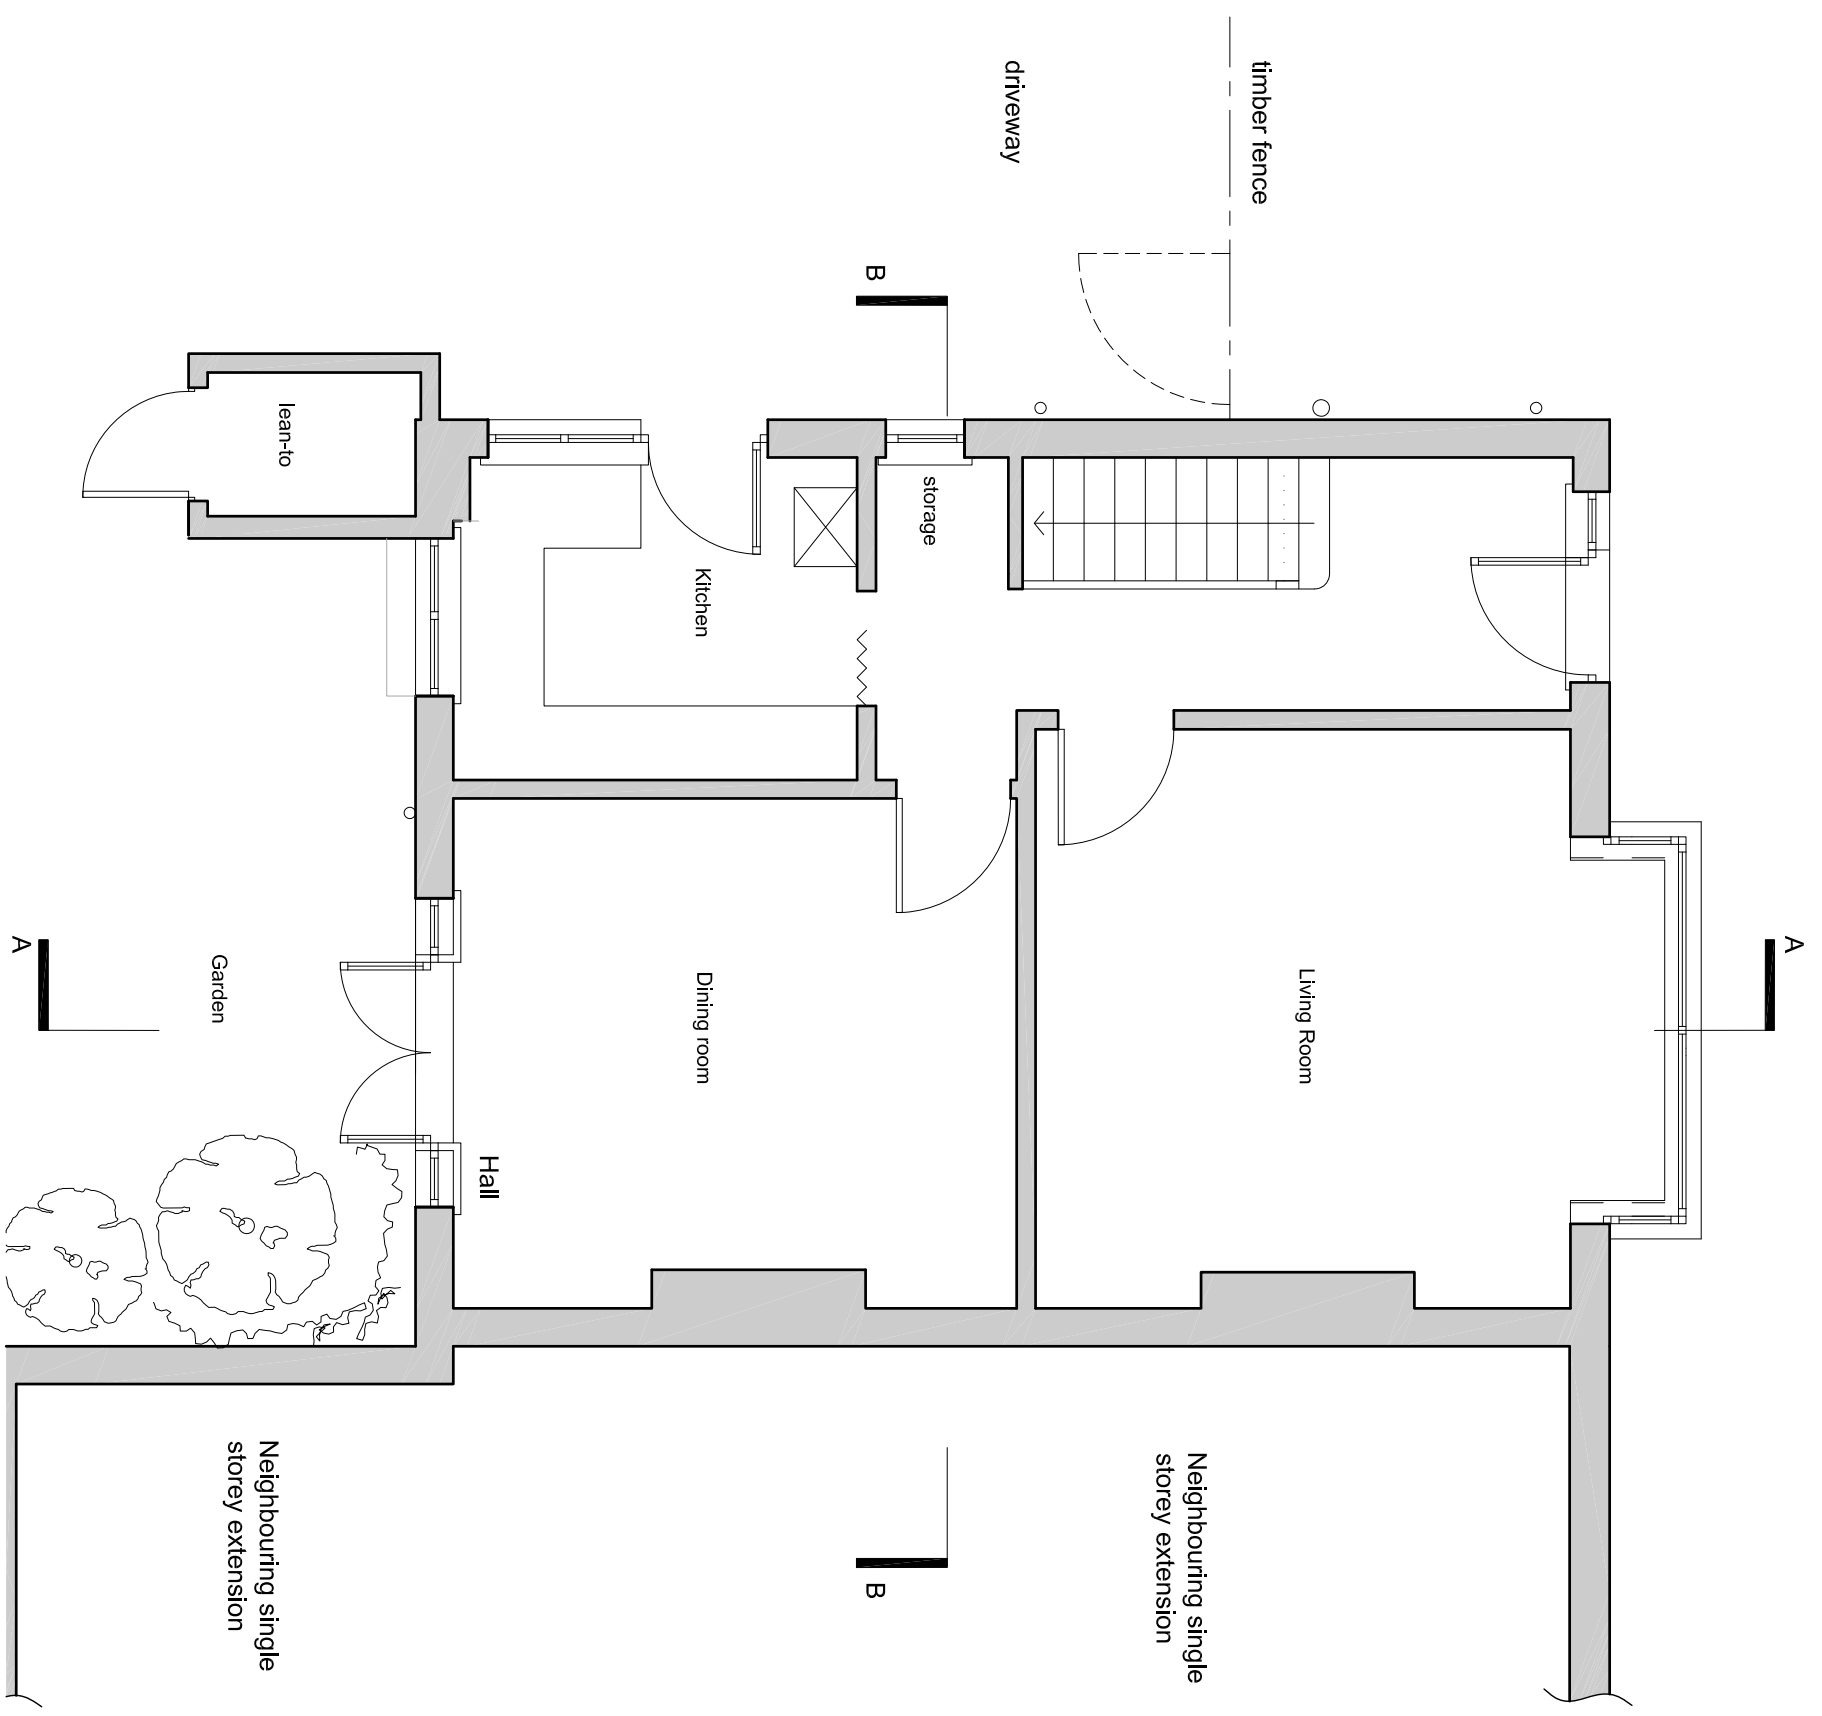 timber fence
driveway
B
lean-to
storage
Kitchen
A
Garden
Dining room
Living Room
A
Hall
Neighbouring single
storey extension
Neighbouring single
storey extension
B